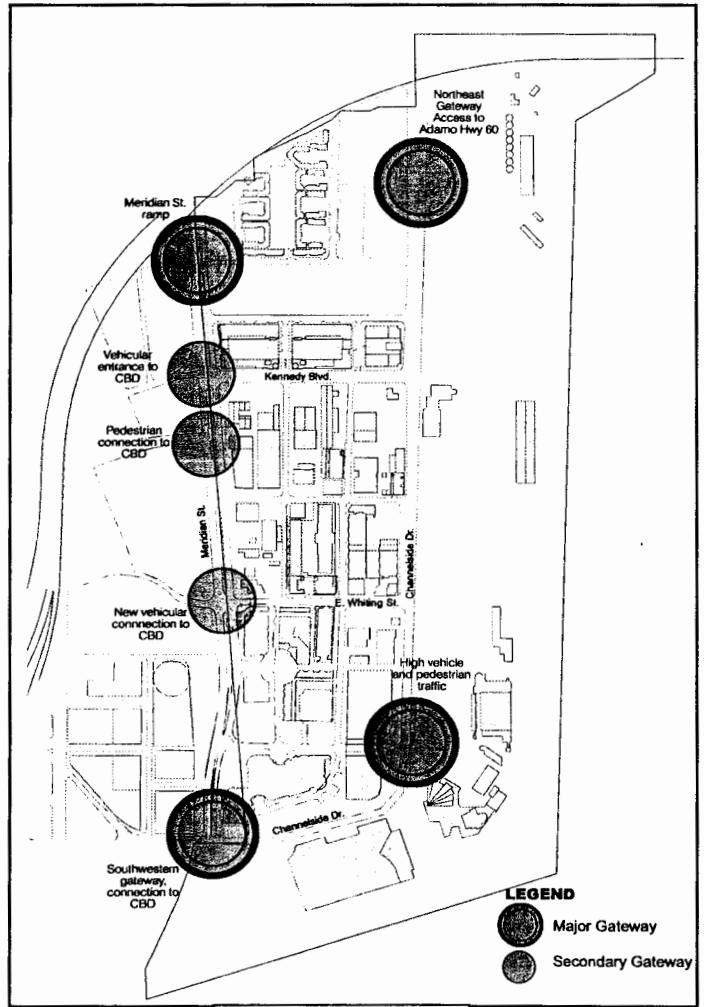 Northeast
Gateway
Access to
Adamo Hwy 60
Meridian St.
ramp
Vehicular
entrance to
CBD
Kennedy Blvd.
Pedestrian
connection to
CBD
Meridian St.
Channelside Dr.
E. Whiting St.
New vehicular
connnection to
CBD
High vehicle
and pedestrian
traffic
Channelside Dr.
Southwestern
gateway,
connection to
CBD
LEGEND
Major Gateway
Secondary Gateway